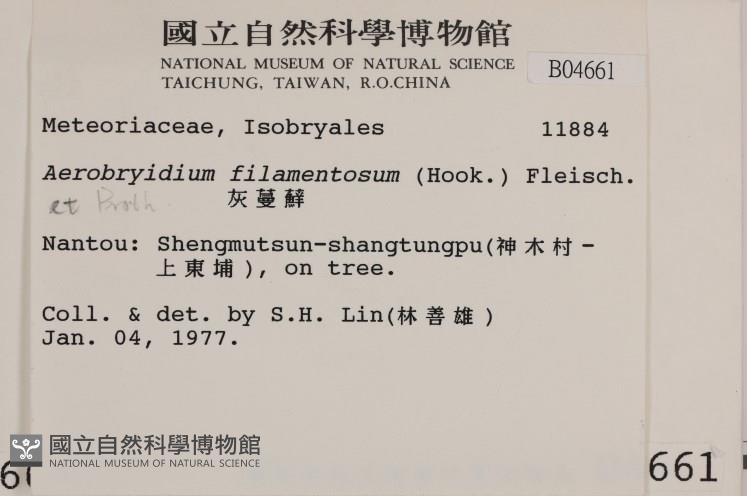 國立自然科學博物館
NATIONAL MUSEUM OF NATURAL SCIENCE
TAICHUNG, TAIWAN, R.O.CHINA
B04661
Meteoriaceae, Isobryales 11884
Aerobryidium filamentosum (Hook.) Fleisch.
et Broth.
灰蔓蘚
Nantou: Shengmutsun-shangtungpu(神木村-
上東埔), on tree.
Coll. & det. by S.H. Lin(林善雄)
Jan. 04, 1977.
國立自然科學博物館
NATIONAL MUSEUM OF NATURAL SCIENCE
661